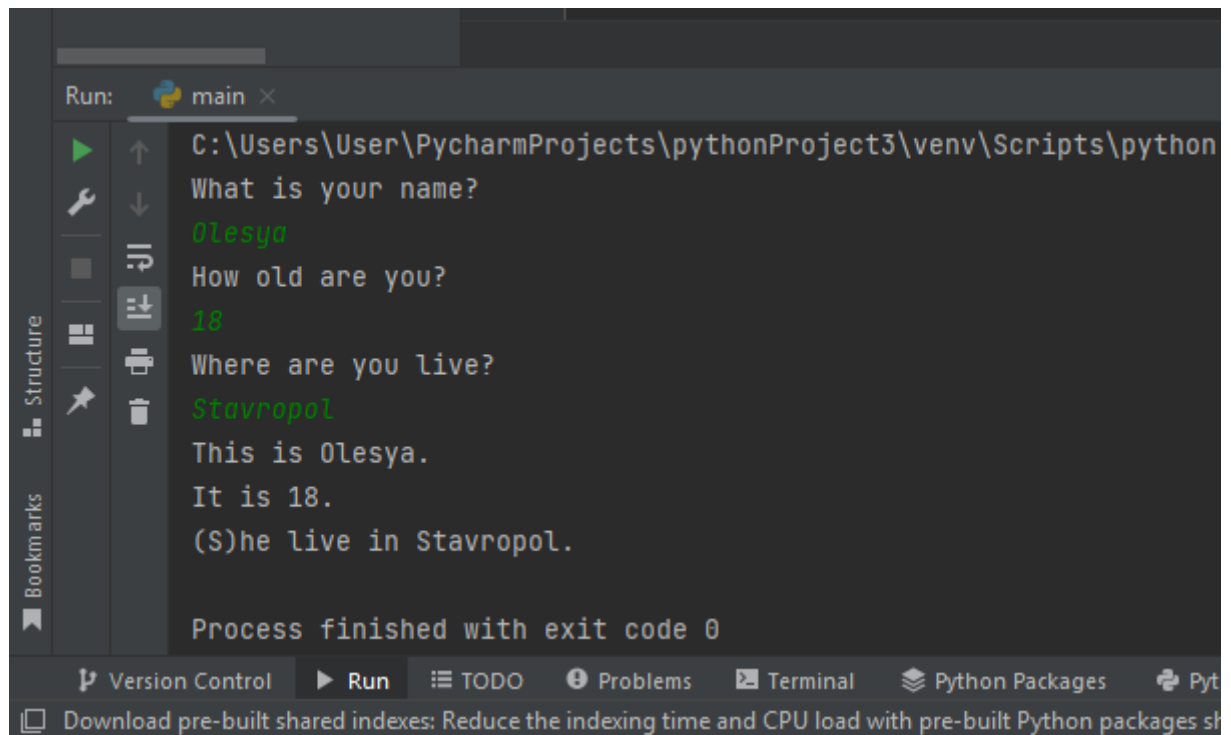 Run: main
C:\Users\User\PycharmProjects\pythonProject3\venv\Scripts\python
What is your name?
Olesya
How old are you?
18
Where are you live?
Stavropol
This is Olesya.
It is 18.
(S)he live in Stavropol.
Process finished with exit code 0
Structure
Bookmarks
Version Control Run TODO Problems Terminal Python Packages Pyt
Download pre-built shared indexes: Reduce the indexing time and CPU load with pre-built Python packages sh